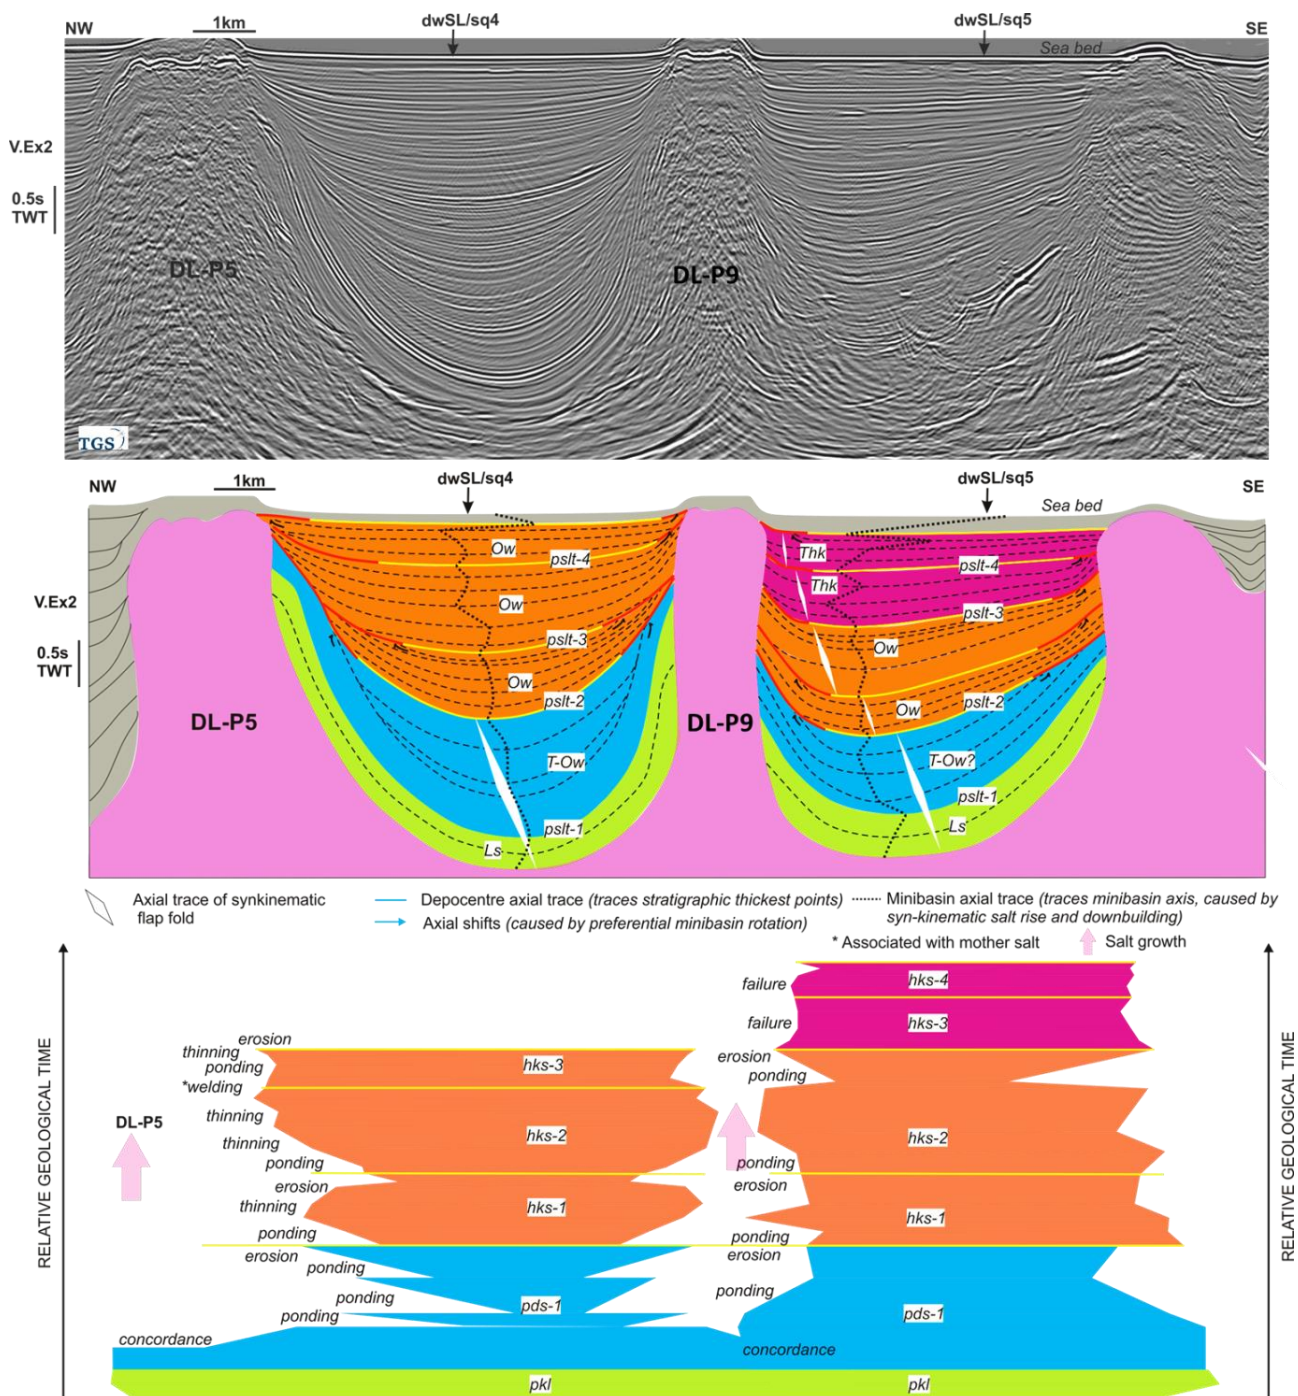 NW
1km
dwSL/sq4
dwSL/sq5
SE
Sea bed
V.Ex2
0.5s
TWT
DL-P5
DL-P9
TGS
NW
1km
dwSL/sq4
dwSL/sq5
SE
Sea bed
Ow
pslt-4
Thk
pslt-4
Thk
V.Ex2
Ow
pslt-3
pslt-3
0.5s
TWT
Ow
Ow
pslt-2
Ow
pslt-2
DL-P5
DL-P9
T-Ow
T-Ow?
pslt-1
pslt-1
Ls
Ls
Axial trace of synkinematic
flap fold
Depocentre axial trace (traces stratigraphic thickest points)
Axial shifts (caused by preferential minibasin rotation)
Minibasin axial trace (traces minibasin axis, caused by
syn-kinematic salt rise and downbuilding)
* Associated with mother salt
Salt growth
RELATIVE GEOLOGICAL TIME
RELATIVE GEOLOGICAL TIME
failure
hks-4
failure
hks-3
erosion
thinning
ponding
hks-3
erosion
ponding
*welding
DL-P5
thinning
thinning
hks-2
hks-2
ponding
ponding
erosion
erosion
thinning
hks-1
hks-1
ponding
ponding
erosion
erosion
ponding
ponding
ponding
pds-1
pds-1
ponding
concordance
concordance
pkl
pkl